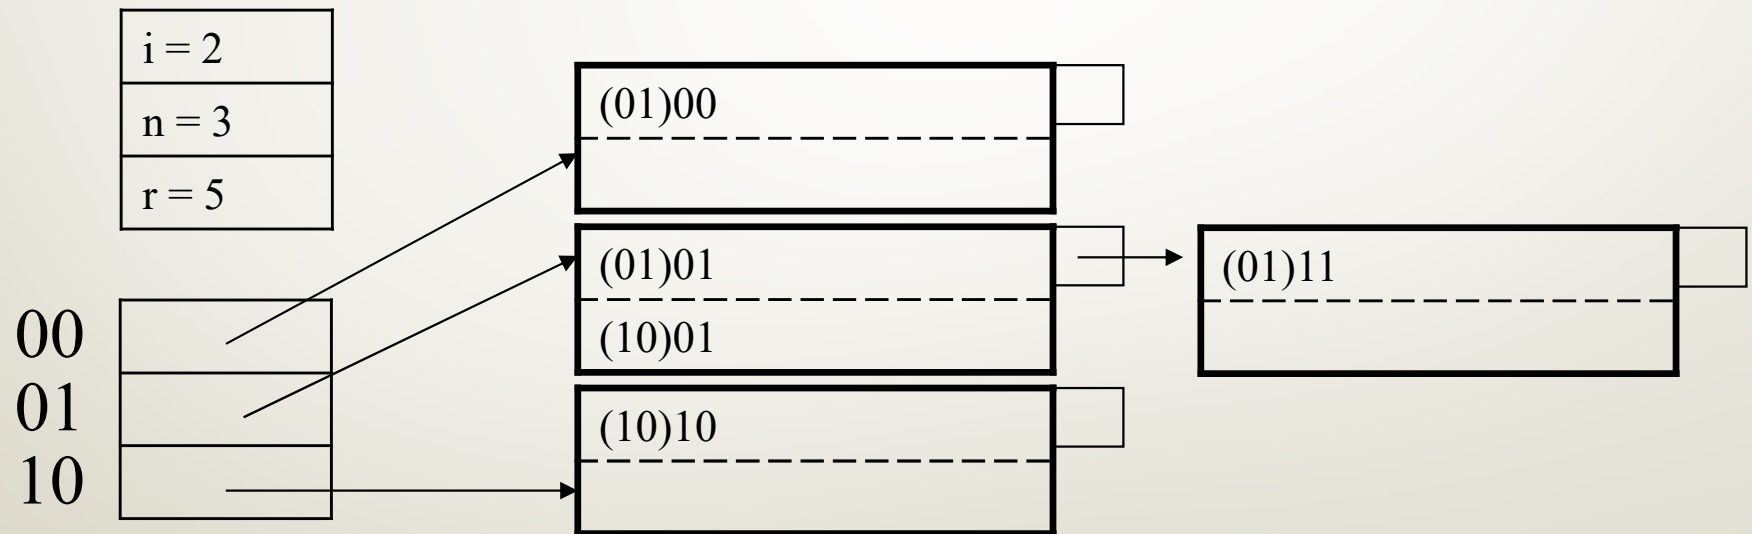 i = 2
n = 3
r = 5
00
01
10
(01)00
(01)01
(10)01
(10)10
(01)11